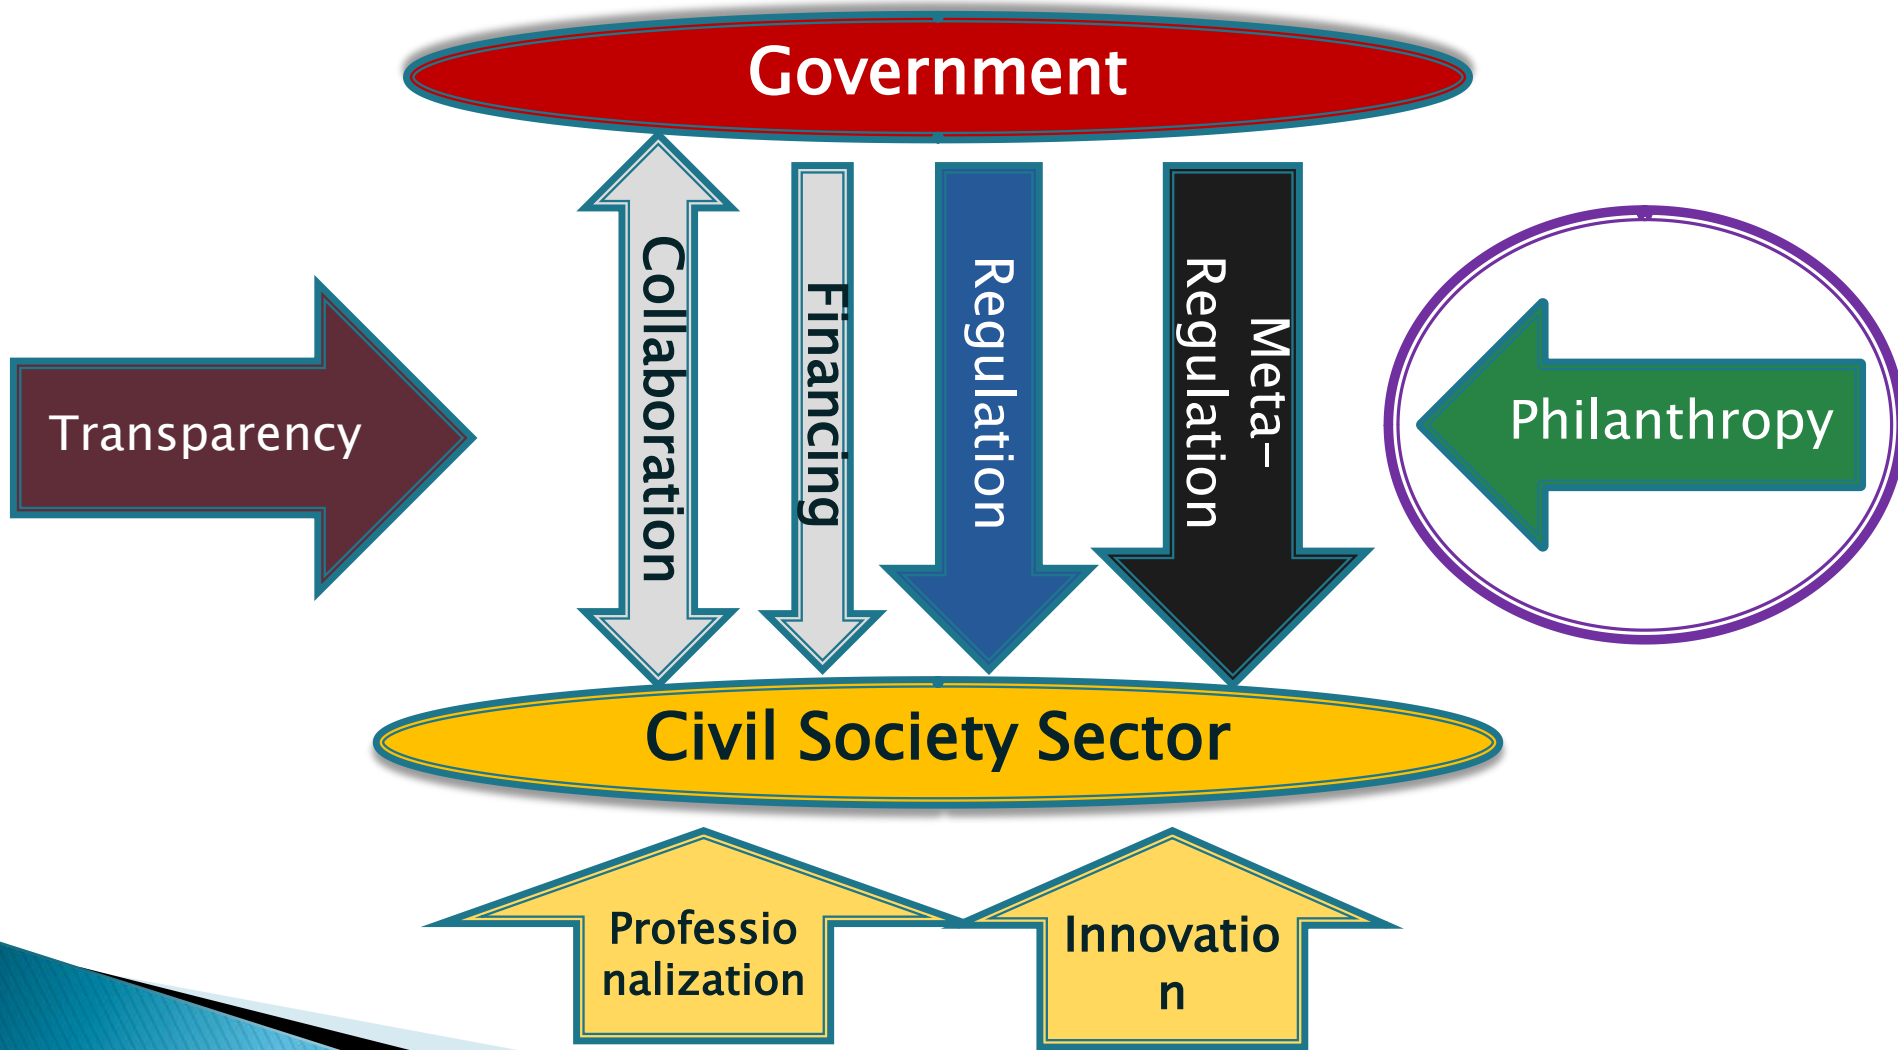 Government
Collaboration
Financing
Regulation
Meta–
Regulation
Transparency
Philanthropy
Civil Society Sector
Professio
nalization
Innovatio
n